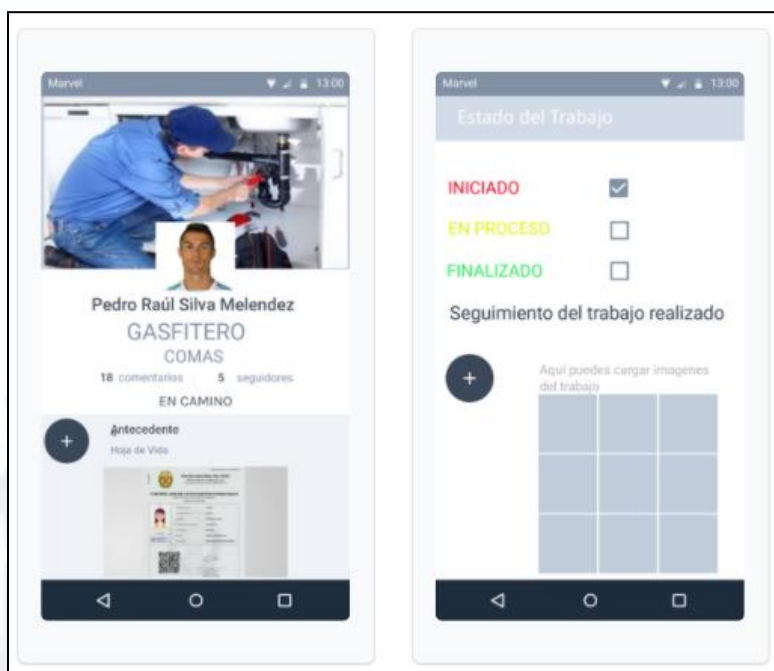 Marvel 13:00
Pedro Raúl Silva Melendez
GASFITERO
COMAS
18 comentarios 5 seguidores
EN CAMINO
+
Antecedente
Hoja de Vida
Marvel 13:00
Estado del Trabajo
INICIADO
EN PROCESO
FINALIZADO
Seguimiento del trabajo realizado
+
Aquí puedes cargar imagenes
del trabajo